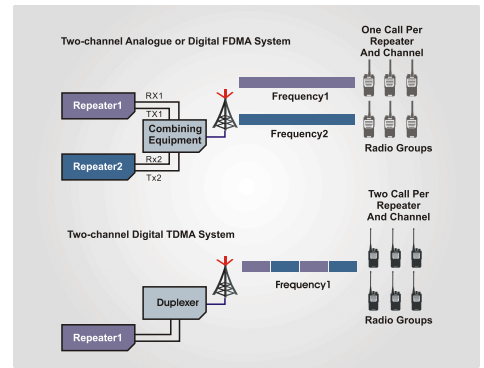 Two-channel Analogue or Digital FDMA System
One Call Per
Repeater
And Channel
Repeater1
RX1
TX1
Combining
Equipment
Frequency1
Frequency2
Repeater2
Rx2
Tx2
Radio Groups
Two Call Per
Repeater
And Channel
Two-channel Digital TDMA System
Duplexer
Frequency1
Radio Groups
Repeater1